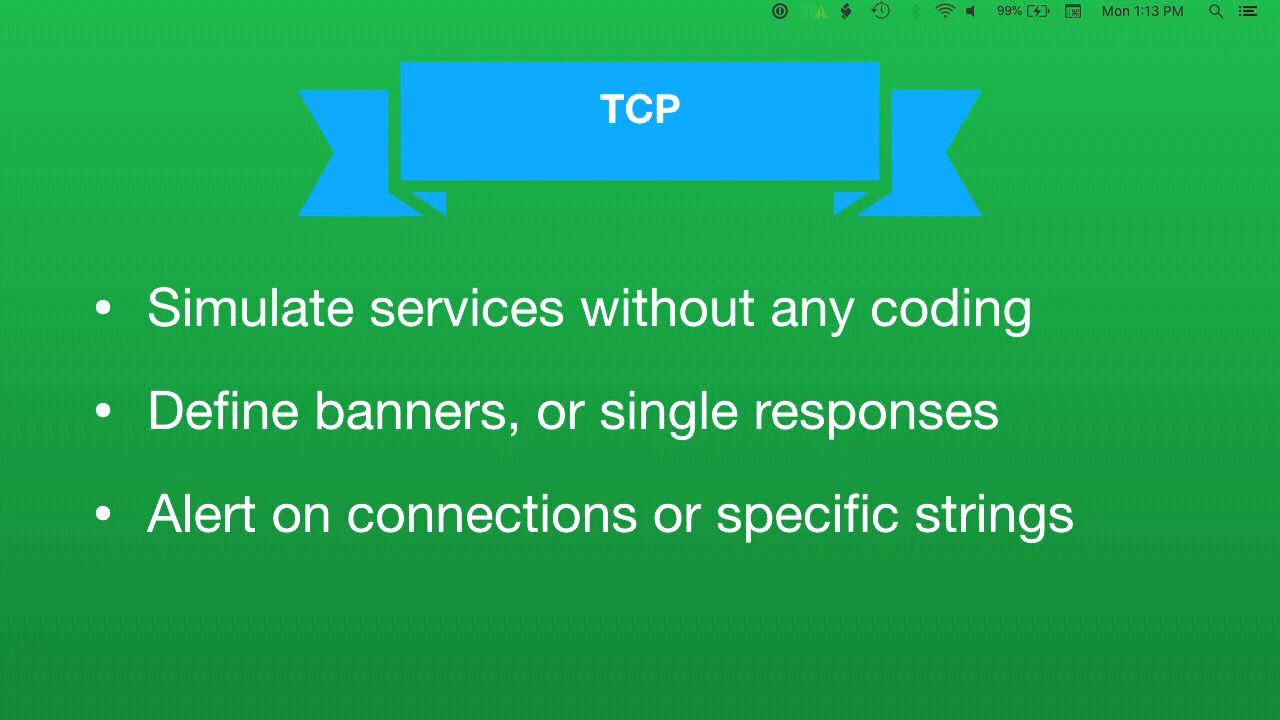 99% Mon 1:13 PM
TCP
• Simulate services without any coding
• Define banners, or single responses
• Alert on connections or specific strings